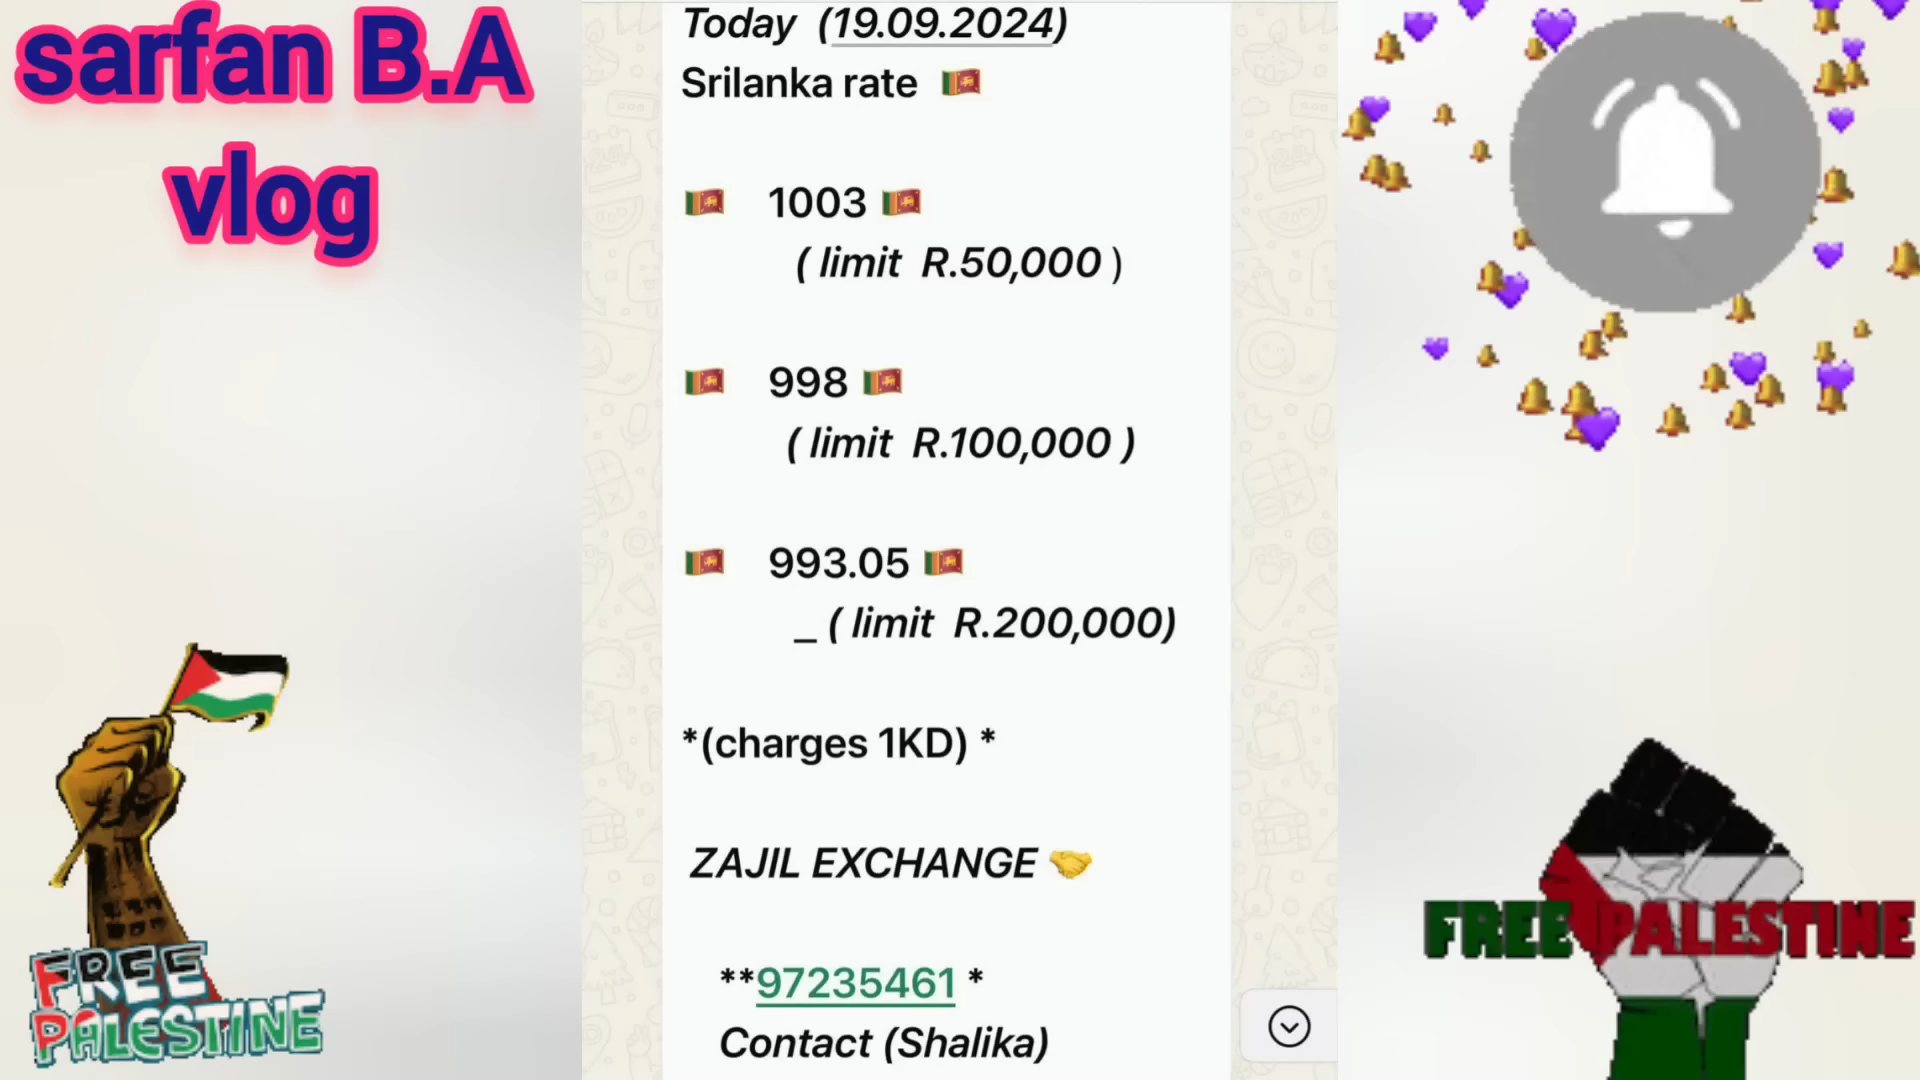 sarfan B.A
vlog
Today (19.09.2024)
Srilanka rate 🇱🇰
🇱🇰 1003 🇱🇰
( limit R.50,000 )
🇱🇰 998 🇱🇰
( limit R.100,000 )
🇱🇰 993.05 🇱🇰
_ ( limit R.200,000)
*(charges 1KD) *
ZAJIL EXCHANGE 🤝
**97235461 *
Contact (Shalika)
FREE
PALESTINE
FREE PALESTINE